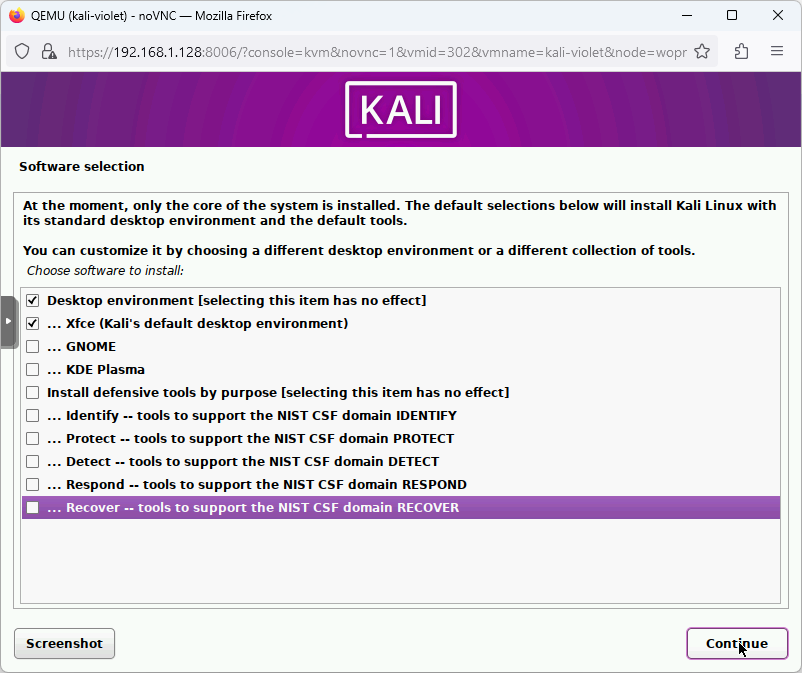 QEMU (kali-violet) - noVNC — Mozilla Firefox
https://192.168.1.128:8006/?console=kvm&novnc=1&vmid=302&vmname=kali-violet&node=wopr
KALI
Software selection
At the moment, only the core of the system is installed. The default selections below will install Kali Linux with
its standard desktop environment and the default tools.
You can customize it by choosing a different desktop environment or a different collection of tools.
Choose software to install:
Desktop environment [selecting this item has no effect]
... Xfce (Kali's default desktop environment)
... GNOME
... KDE Plasma
Install defensive tools by purpose [selecting this item has no effect]
... Identify -- tools to support the NIST CSF domain IDENTIFY
... Protect -- tools to support the NIST CSF domain PROTECT
... Detect -- tools to support the NIST CSF domain DETECT
... Respond -- tools to support the NIST CSF domain RESPOND
... Recover -- tools to support the NIST CSF domain RECOVER
Screenshot
Continue